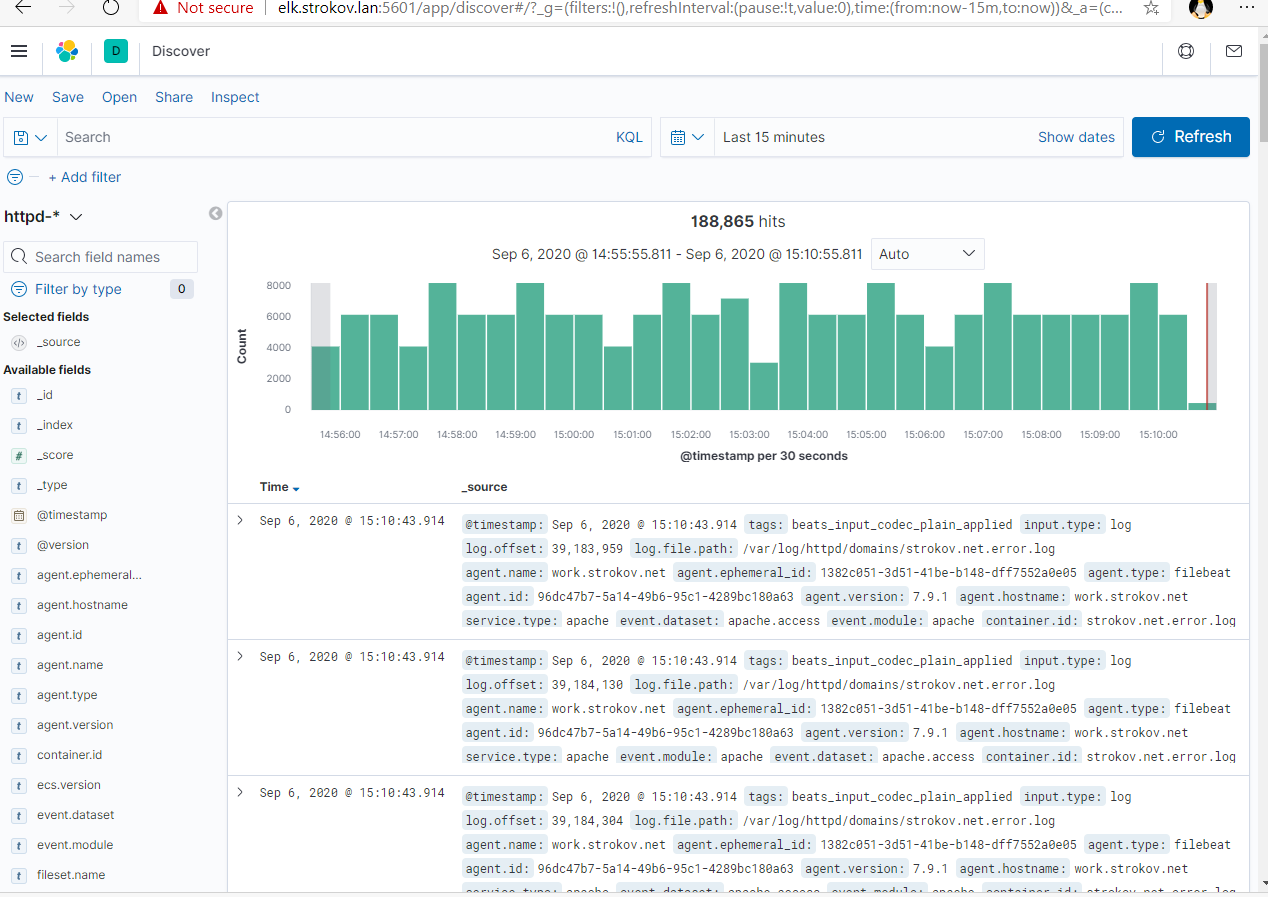 Not secure elk.strokov.lan:5601/app/discover#/?_g=(filters:!(),refreshInterval:(pause:!t,value:0),time:(from:now-15m,to:now))&_a=(c...
D Discover
New Save Open Share Inspect
Search KQL Last 15 minutes Show dates Refresh
+ Add filter
httpd-*
Search field names
Filter by type 0
Selected fields
_source
Available fields
t _id
t _index
# _score
t _type
@timestamp
t @version
t agent.ephemeral...
t agent.hostname
t agent.id
t agent.name
t agent.type
t agent.version
t container.id
t ecs.version
t event.dataset
t event.module
t fileset.name
188,865 hits
Sep 6, 2020 @ 14:55:55.811 - Sep 6, 2020 @ 15:10:55.811 Auto
Count
8000
6000
4000
2000
0
14:56:00 14:57:00 14:58:00 14:59:00 15:00:00 15:01:00 15:02:00 15:03:00 15:04:00 15:05:00 15:06:00 15:07:00 15:08:00 15:09:00 15:10:00
@timestamp per 30 seconds
Time _source
Sep 6, 2020 @ 15:10:43.914 @timestamp: Sep 6, 2020 @ 15:10:43.914 tags: beats_input_codec_plain_applied input.type: log
log.offset: 39,183,959 log.file.path: /var/log/httpd/domains/strokov.net.error.log
agent.name: work.strokov.net agent.ephemeral_id: 1382c051-3d51-41be-b148-dff7552a0e05 agent.type: filebeat
agent.id: 96dc47b7-5a14-49b6-95c1-4289bc180a63 agent.version: 7.9.1 agent.hostname: work.strokov.net
service.type: apache event.dataset: apache.access event.module: apache container.id: strokov.net.error.log
Sep 6, 2020 @ 15:10:43.914 @timestamp: Sep 6, 2020 @ 15:10:43.914 tags: beats_input_codec_plain_applied input.type: log
log.offset: 39,184,130 log.file.path: /var/log/httpd/domains/strokov.net.error.log
agent.name: work.strokov.net agent.ephemeral_id: 1382c051-3d51-41be-b148-dff7552a0e05 agent.type: filebeat
agent.id: 96dc47b7-5a14-49b6-95c1-4289bc180a63 agent.version: 7.9.1 agent.hostname: work.strokov.net
service.type: apache event.module: apache event.dataset: apache.access container.id: strokov.net.error.log
Sep 6, 2020 @ 15:10:43.914 @timestamp: Sep 6, 2020 @ 15:10:43.914 tags: beats_input_codec_plain_applied input.type: log
log.offset: 39,184,304 log.file.path: /var/log/httpd/domains/strokov.net.error.log
agent.name: work.strokov.net agent.ephemeral_id: 1382c051-3d51-41be-b148-dff7552a0e05 agent.type: filebeat
agent.id: 96dc47b7-5a14-49b6-95c1-4289bc180a63 agent.version: 7.9.1 agent.hostname: work.strokov.net